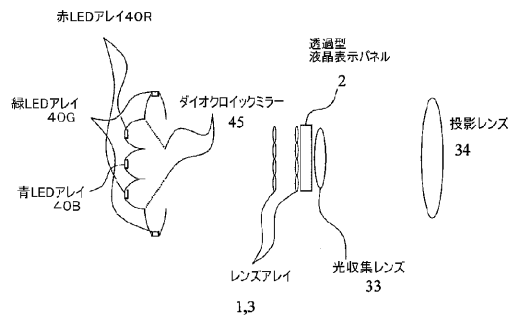 赤LEDアレイ40R
緑LEDアレイ
40G
青LEDアレイ
40B
ダイオクロイックミラー
45
透過型
液晶表示パネル
2
投影レンズ
34
レンズアレイ
1,3
光収集レンズ
33